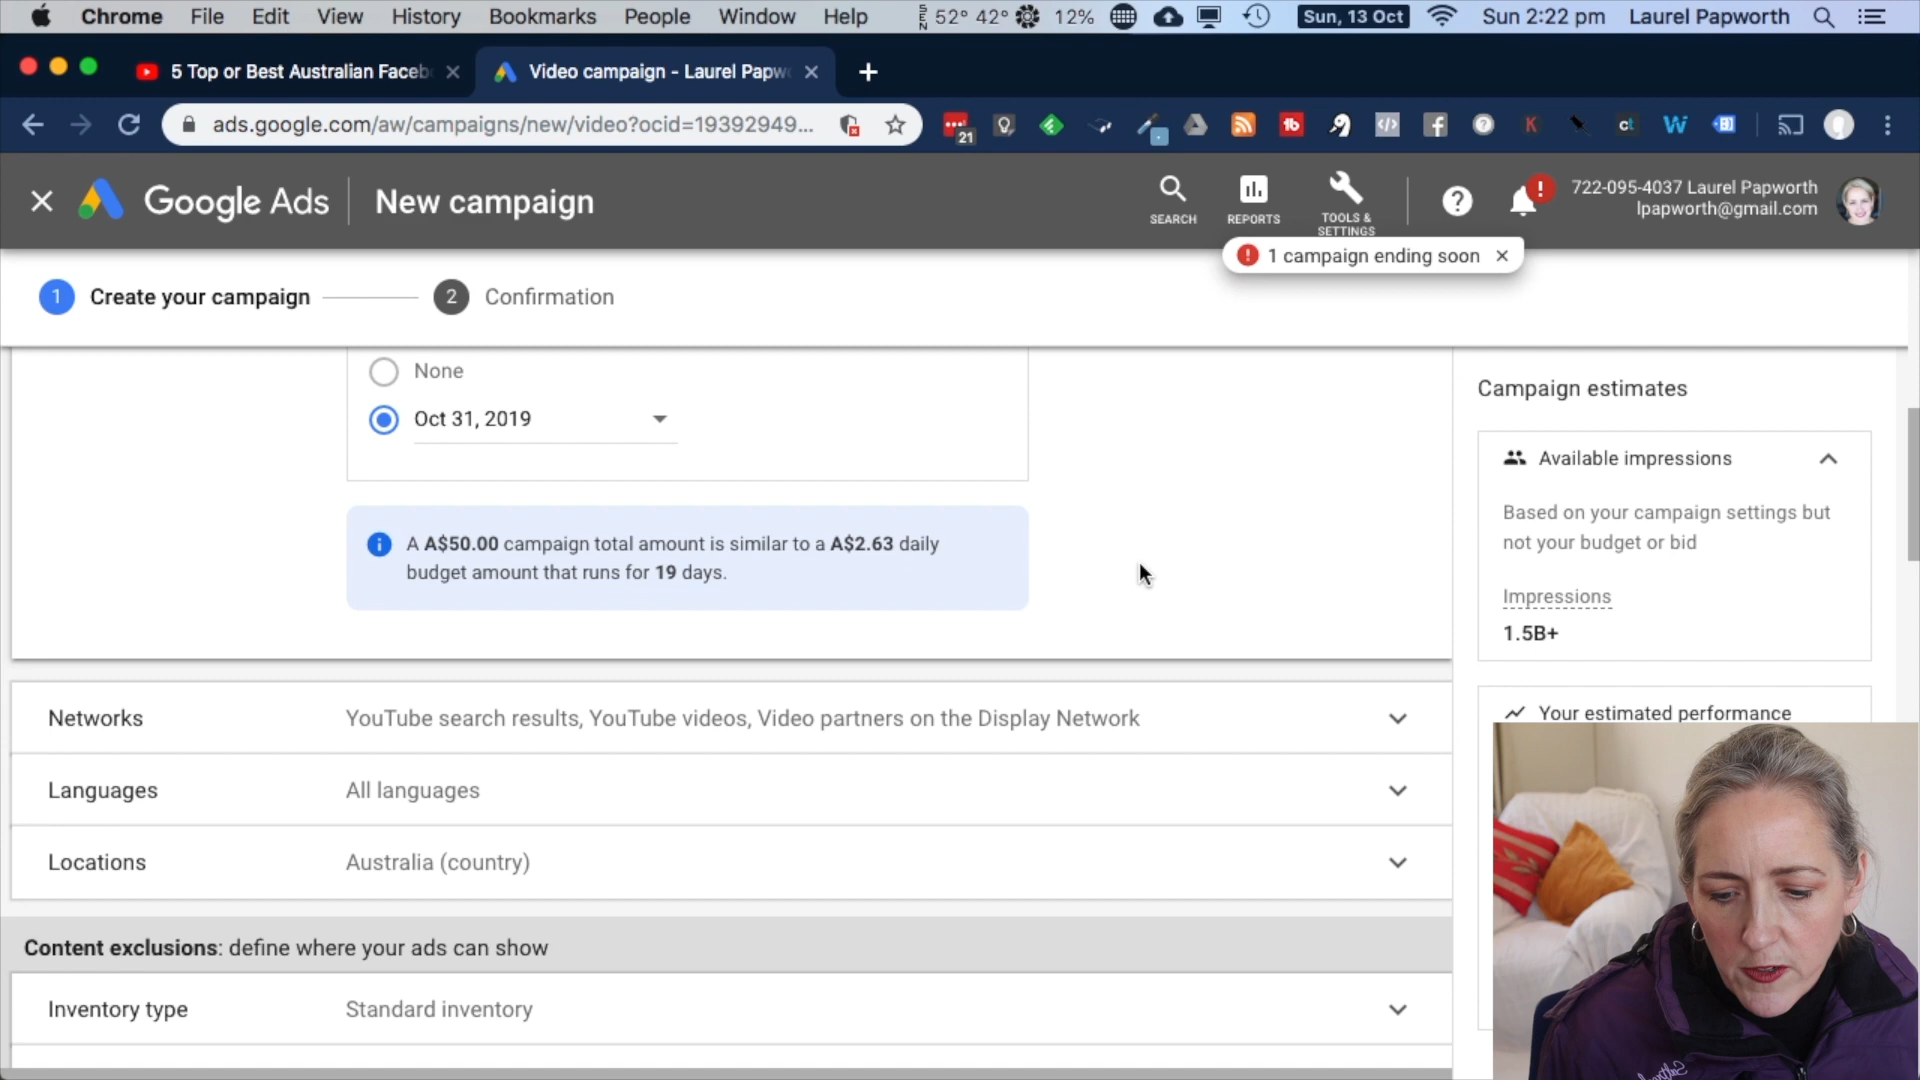 Chrome File Edit View History Bookmarks People Window Help SEN 52° 42° 12% Sun, 13 Oct Sun 2:22 pm Laurel Papworth
5 Top or Best Australian Faceb
Video campaign - Laurel Papw
ads.google.com/aw/campaigns/new/video?ocid=19392949...
21
Google Ads New campaign
SEARCH
REPORTS
TOOLS &
SETTINGS
722-095-4037 Laurel Papworth
lpapworth@gmail.com
1 campaign ending soon
1 Create your campaign
2 Confirmation
None
Oct 31, 2019
A A$50.00 campaign total amount is similar to a A$2.63 daily
budget amount that runs for 19 days.
Campaign estimates
Available impressions
Based on your campaign settings but
not your budget or bid
Impressions
1.5B+
Your estimated performance
Networks YouTube search results, YouTube videos, Video partners on the Display Network
Languages All languages
Locations Australia (country)
Content exclusions: define where your ads can show
Inventory type Standard inventory